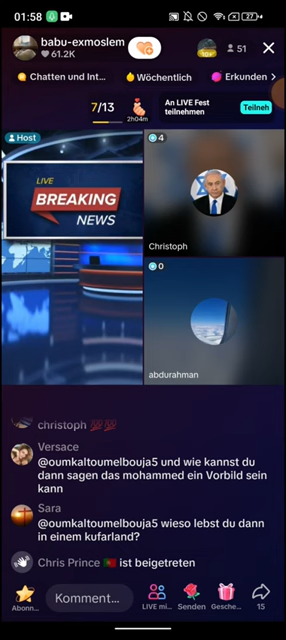 01:58
27
babu-exmoslem
61.2K
10x
51
Chatten und Int...
Wöchentlich
Erkunden
7/13
2h04m
An LIVE Fest
teilnehmen
Teilneh
Host
4
LIVE
BREAKING
NEWS
Christoph
0
abdurahman
christoph 💯💯
Versace
@oumkaltoumelbouja5 und wie kannst du
dann sagen das mohammed ein Vorbild sein
kann
Sara
@oumkaltoumelbouja5 wieso lebst du dann
in einem kufarland?
Chris Prince 🇵🇹 ist beigetreten
Abonn...
Komment...
LIVE mi...
Senden
Gesche...
15